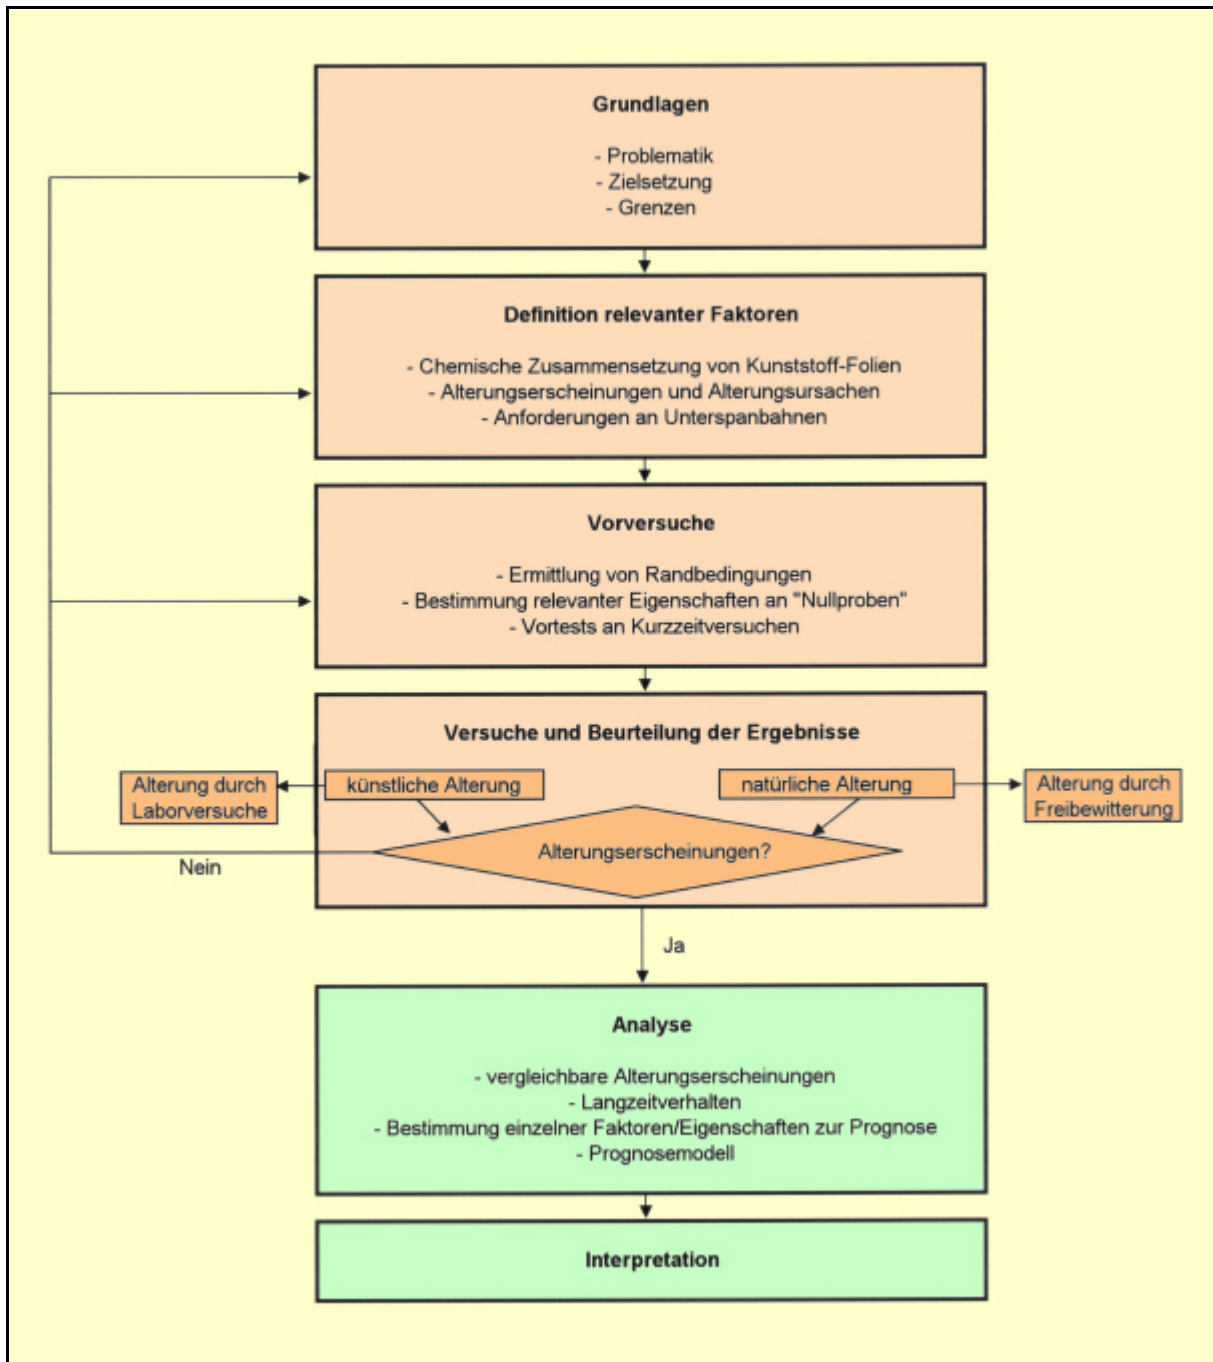 Grundlagen
- Problematik
- Zielsetzung
- Grenzen
Definition relevanter Faktoren
- Chemische Zusammensetzung von Kunststoff-Folien
- Alterungserscheinungen und Alterungsursachen
- Anforderungen an Unterspanbahnen
Vorversuche
- Ermittlung von Randbedingungen
- Bestimmung relevanter Eigenschaften an "Nullproben"
- Vortests an Kurzzeitversuchen
Versuche und Beurteilung der Ergebnisse
Alterung durch
Laborversuche
künstliche Alterung
natürliche Alterung
Alterung durch
Freibewitterung
Alterungserscheinungen?
Nein
Ja
Analyse
- vergleichbare Alterungserscheinungen
- Langzeitverhalten
- Bestimmung einzelner Faktoren/Eigenschaften zur Prognose
- Prognosemodell
Interpretation